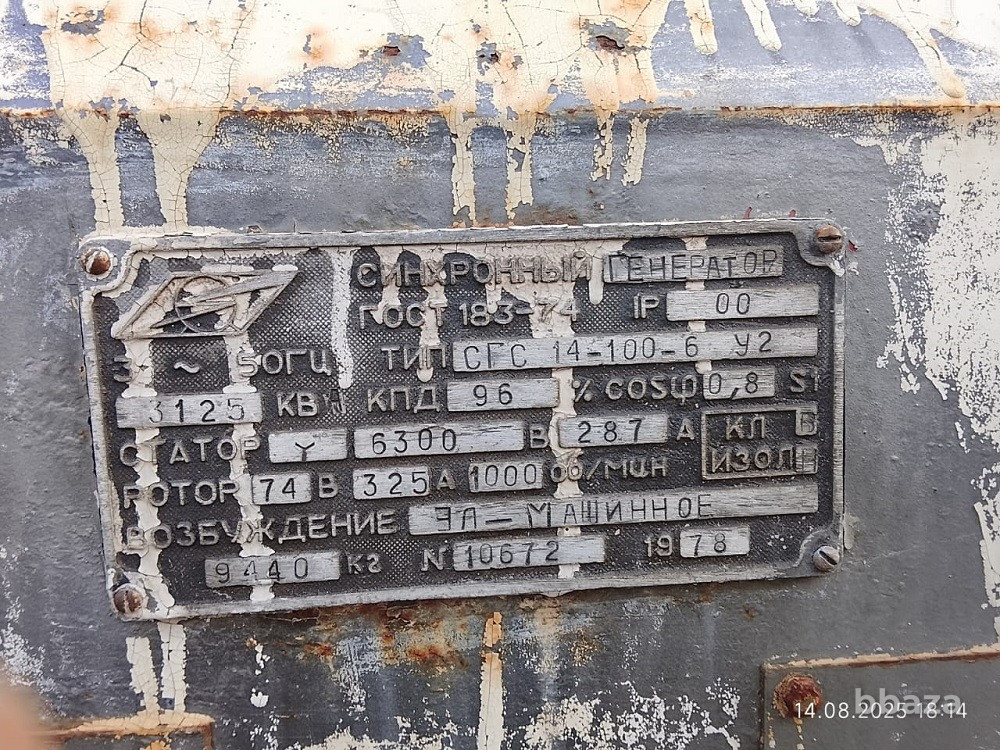 СИНХРОННЫЙ ГЕНЕРАТОР
ГОСТ 183-74 IP 00
3 ~ 50ГЦ ТИП СГС 14-100-6 У2
3125 КВА КПД 96 % cosφ 0,8 S1
СТАТОР Y 6300 В 287 А КЛ В
РОТОР 74 В 325 А 1000 об/мин ИЗОЛ
ВОЗБУЖДЕНИЕ ЭЛ-МАШИННОЕ
9440 кг № 10672 1978
bbaza
14.08.2025 16:14